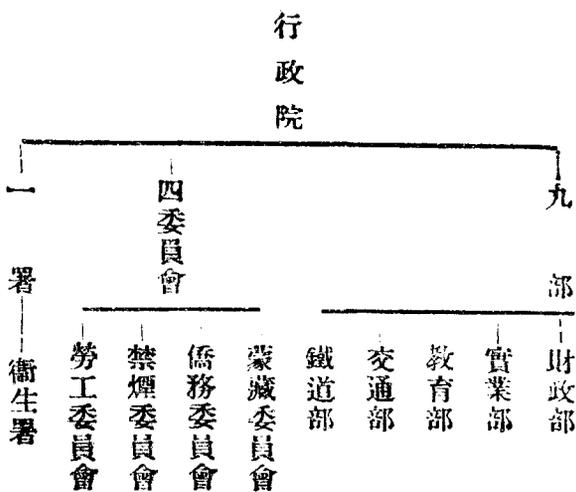 行政院
九部
財政部
實業部
教育部
交通部
鐵道部
四委員會
蒙藏委員會
僑務委員會
禁煙委員會
勞工委員會
一署
衞生署